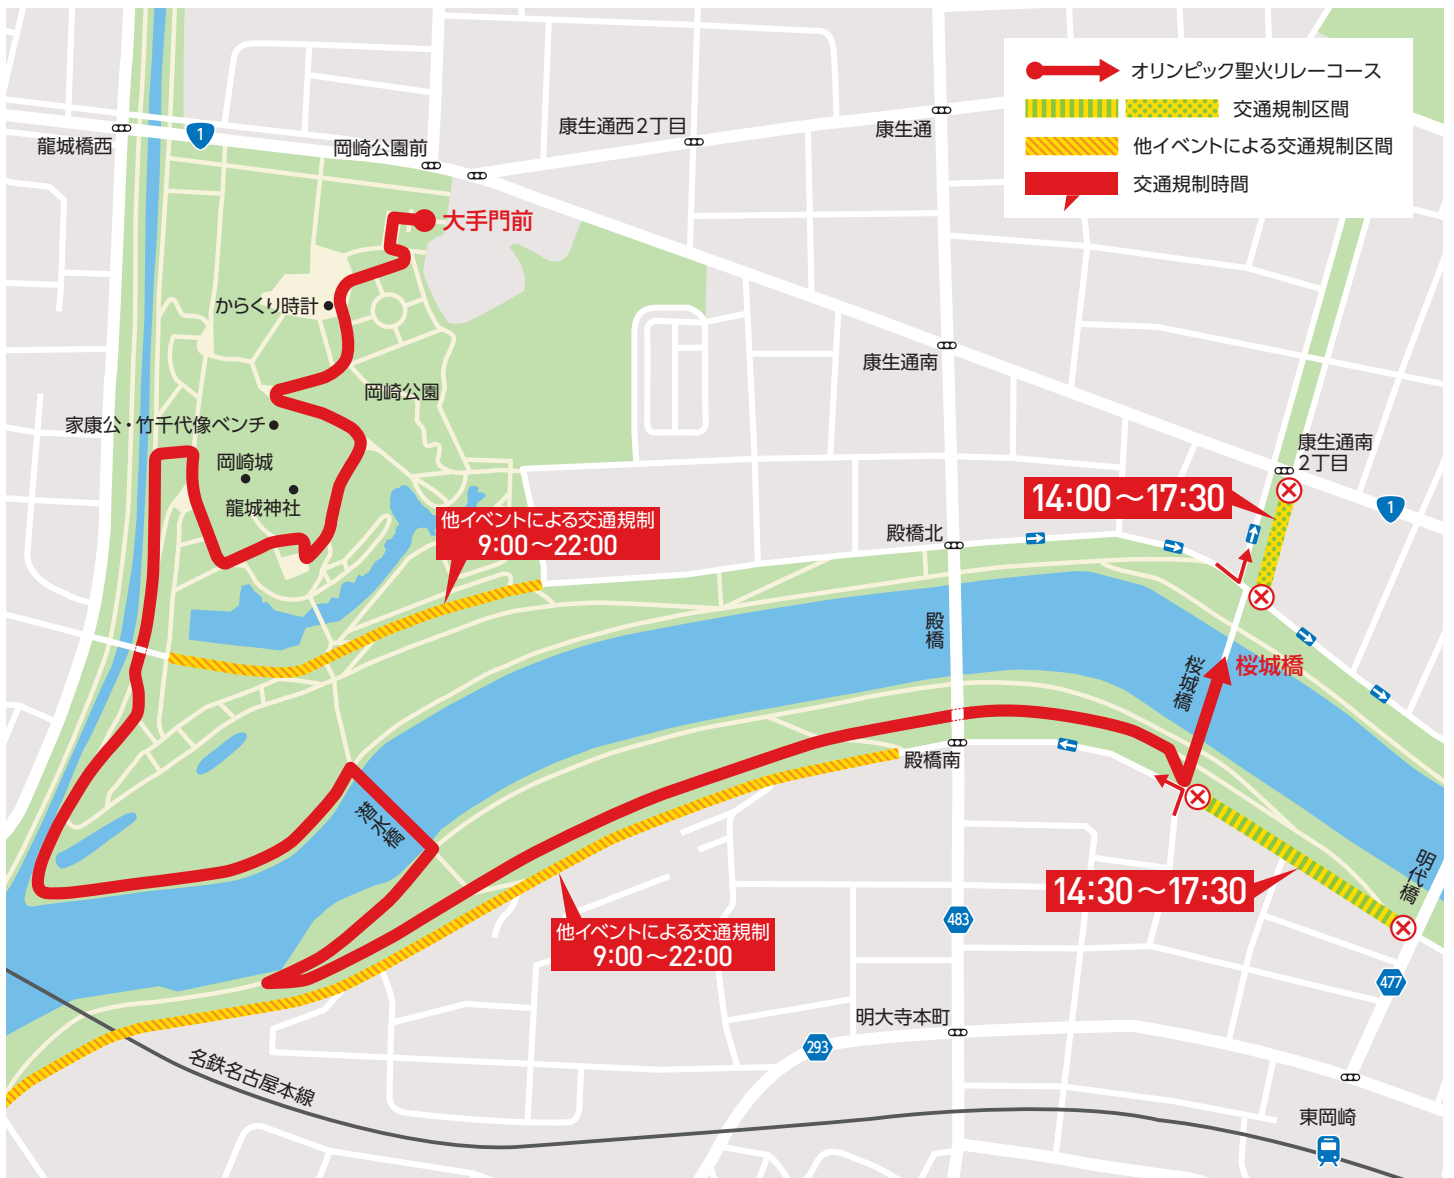 オリンピック聖火リレーコース
交通規制区間
他イベントによる交通規制区間
交通規制時間
龍城橋西
1
岡崎公園前
康生通西2丁目
康生通
大手門前
からくり時計
岡崎公園
康生通南
家康公・竹千代像ベンチ
岡崎城
龍城神社
康生通南
2丁目
14:00〜17:30
1
他イベントによる交通規制
9:00〜22:00
殿橋北
殿橋
桜城橋
桜城橋
殿橋南
潜水橋
明代橋
14:30〜17:30
483
他イベントによる交通規制
9:00〜22:00
477
明大寺本町
293
名鉄名古屋本線
東岡崎